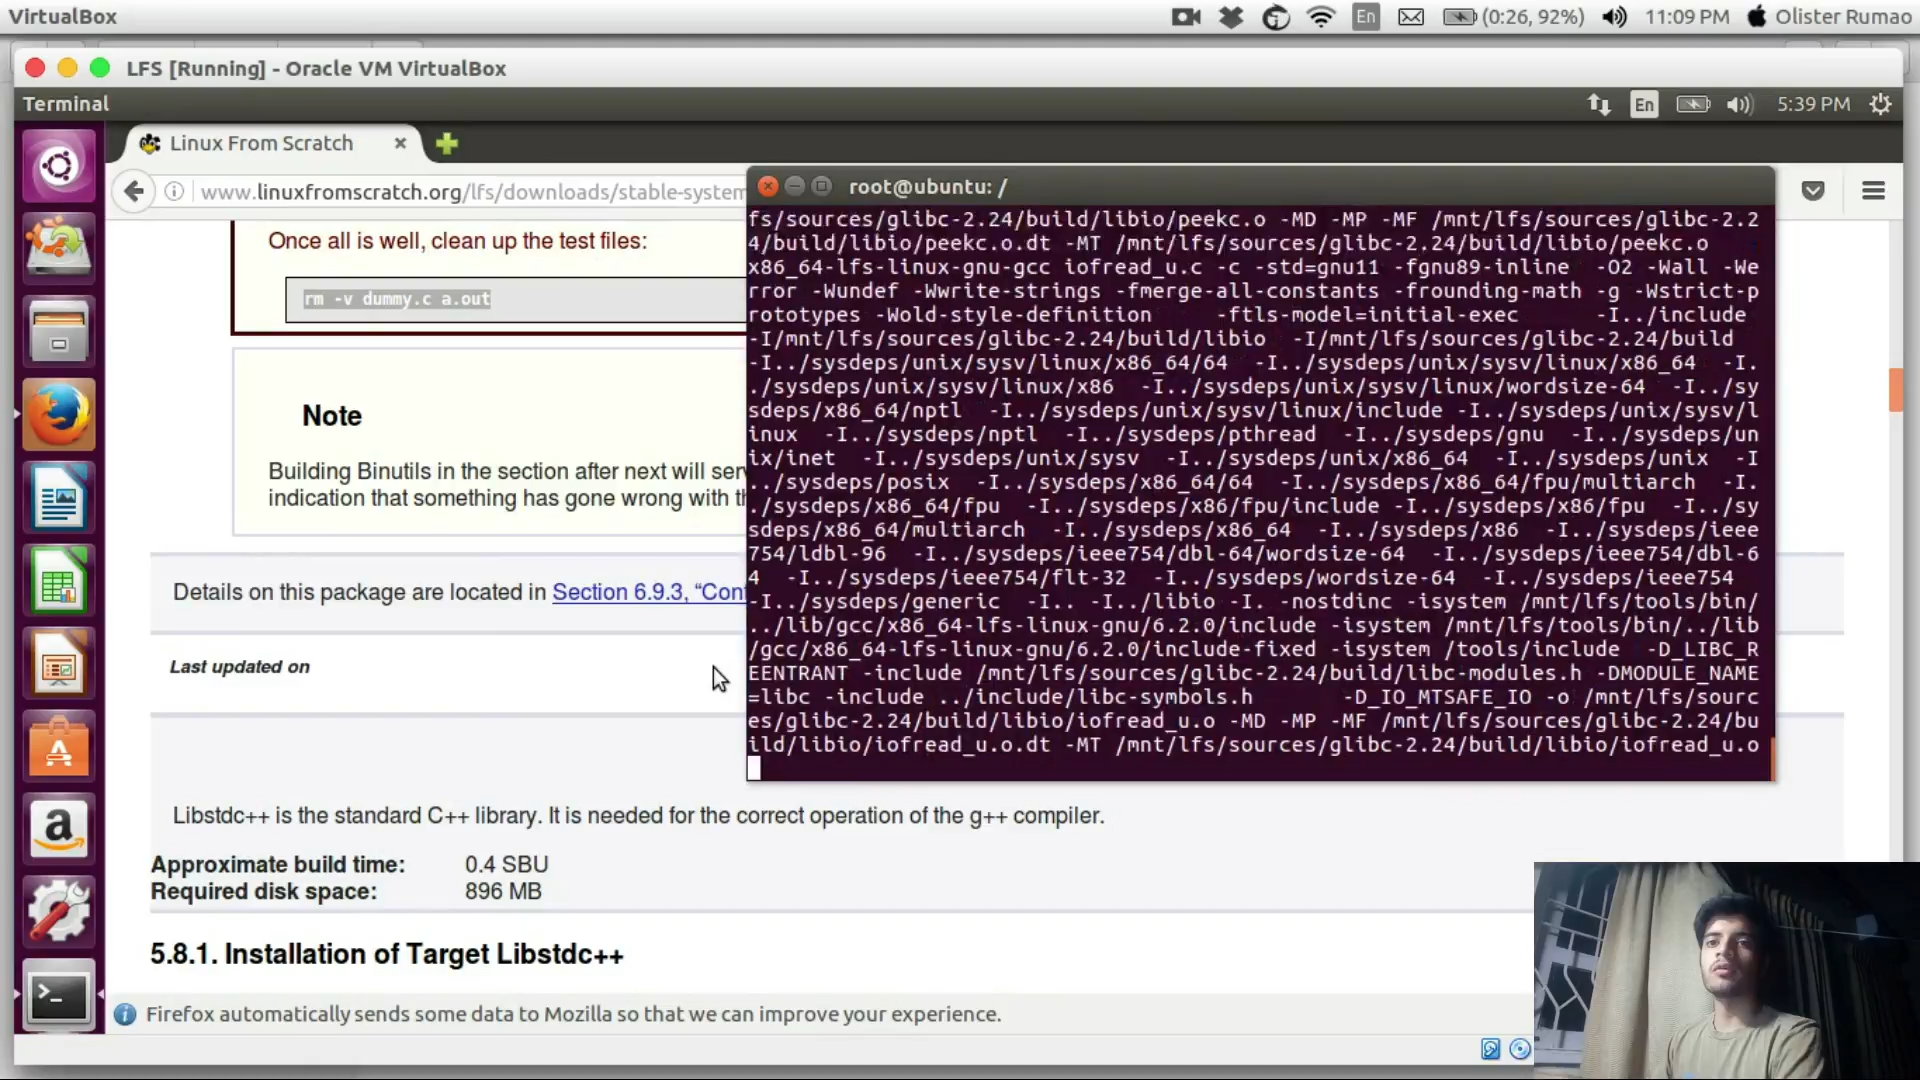 VirtualBox
En
(0:26, 92%)
11:09 PM
Olister Rumao
LFS [Running] - Oracle VM VirtualBox
Terminal
En
5:39 PM
Linux From Scratch
www.linuxfromscratch.org/lfs/downloads/stable-system
Once all is well, clean up the test files:
rm -v dummy.c a.out
Note
Building Binutils in the section after next will ser
indication that something has gone wrong with th
Details on this package are located in Section 6.9.3, “Con
Last updated on
Libstdc++ is the standard C++ library. It is needed for the correct operation of the g++ compiler.
Approximate build time: 0.4 SBU
Required disk space: 896 MB
5.8.1. Installation of Target Libstdc++
Firefox automatically sends some data to Mozilla so that we can improve your experience.
root@ubuntu: /
fs/sources/glibc-2.24/build/libio/peekc.o -MD -MP -MF /mnt/lfs/sources/glibc-2.2
4/build/libio/peekc.o.dt -MT /mnt/lfs/sources/glibc-2.24/build/libio/peekc.o
x86_64-lfs-linux-gnu-gcc iofread_u.c -c -std=gnu11 -fgnu89-inline -O2 -Wall -We
rror -Wundef -Wwrite-strings -fmerge-all-constants -frounding-math -g -Wstrict-p
rototypes -Wold-style-definition -ftls-model=initial-exec -I../include
-I/mnt/lfs/sources/glibc-2.24/build/libio -I/mnt/lfs/sources/glibc-2.24/build
-I../sysdeps/unix/sysv/linux/x86_64/64 -I../sysdeps/unix/sysv/linux/x86_64 -I.
./sysdeps/unix/sysv/linux/x86 -I../sysdeps/unix/sysv/linux/wordsize-64 -I../sy
sdeps/x86_64/nptl -I../sysdeps/unix/sysv/linux/include -I../sysdeps/unix/sysv/l
inux -I../sysdeps/nptl -I../sysdeps/pthread -I../sysdeps/gnu -I../sysdeps/un
ix/inet -I../sysdeps/unix/sysv -I../sysdeps/unix/x86_64 -I../sysdeps/unix -I
../sysdeps/posix -I../sysdeps/x86_64/64 -I../sysdeps/x86_64/fpu/multiarch -I.
./sysdeps/x86_64/fpu -I../sysdeps/x86/fpu/include -I../sysdeps/x86/fpu -I../sy
sdeps/x86_64/multiarch -I../sysdeps/x86_64 -I../sysdeps/x86 -I../sysdeps/ieee
754/ldbl-96 -I../sysdeps/ieee754/dbl-64/wordsize-64 -I../sysdeps/ieee754/dbl-6
4 -I../sysdeps/ieee754/flt-32 -I../sysdeps/wordsize-64 -I../sysdeps/ieee754
-I../sysdeps/generic -I.. -I../libio -I. -nostdinc -isystem /mnt/lfs/tools/bin/
../lib/gcc/x86_64-lfs-linux-gnu/6.2.0/include -isystem /mnt/lfs/tools/bin/../lib
/gcc/x86_64-lfs-linux-gnu/6.2.0/include-fixed -isystem /tools/include -D_LIBC_R
EENTRANT -include /mnt/lfs/sources/glibc-2.24/build/libc-modules.h -DMODULE_NAME
=libc -include ../include/libc-symbols.h -D_IO_MTSAFE_IO -o /mnt/lfs/sourc
es/glibc-2.24/build/libio/iofread_u.o -MD -MP -MF /mnt/lfs/sources/glibc-2.24/bu
ild/libio/iofread_u.o.dt -MT /mnt/lfs/sources/glibc-2.24/build/libio/iofread_u.o